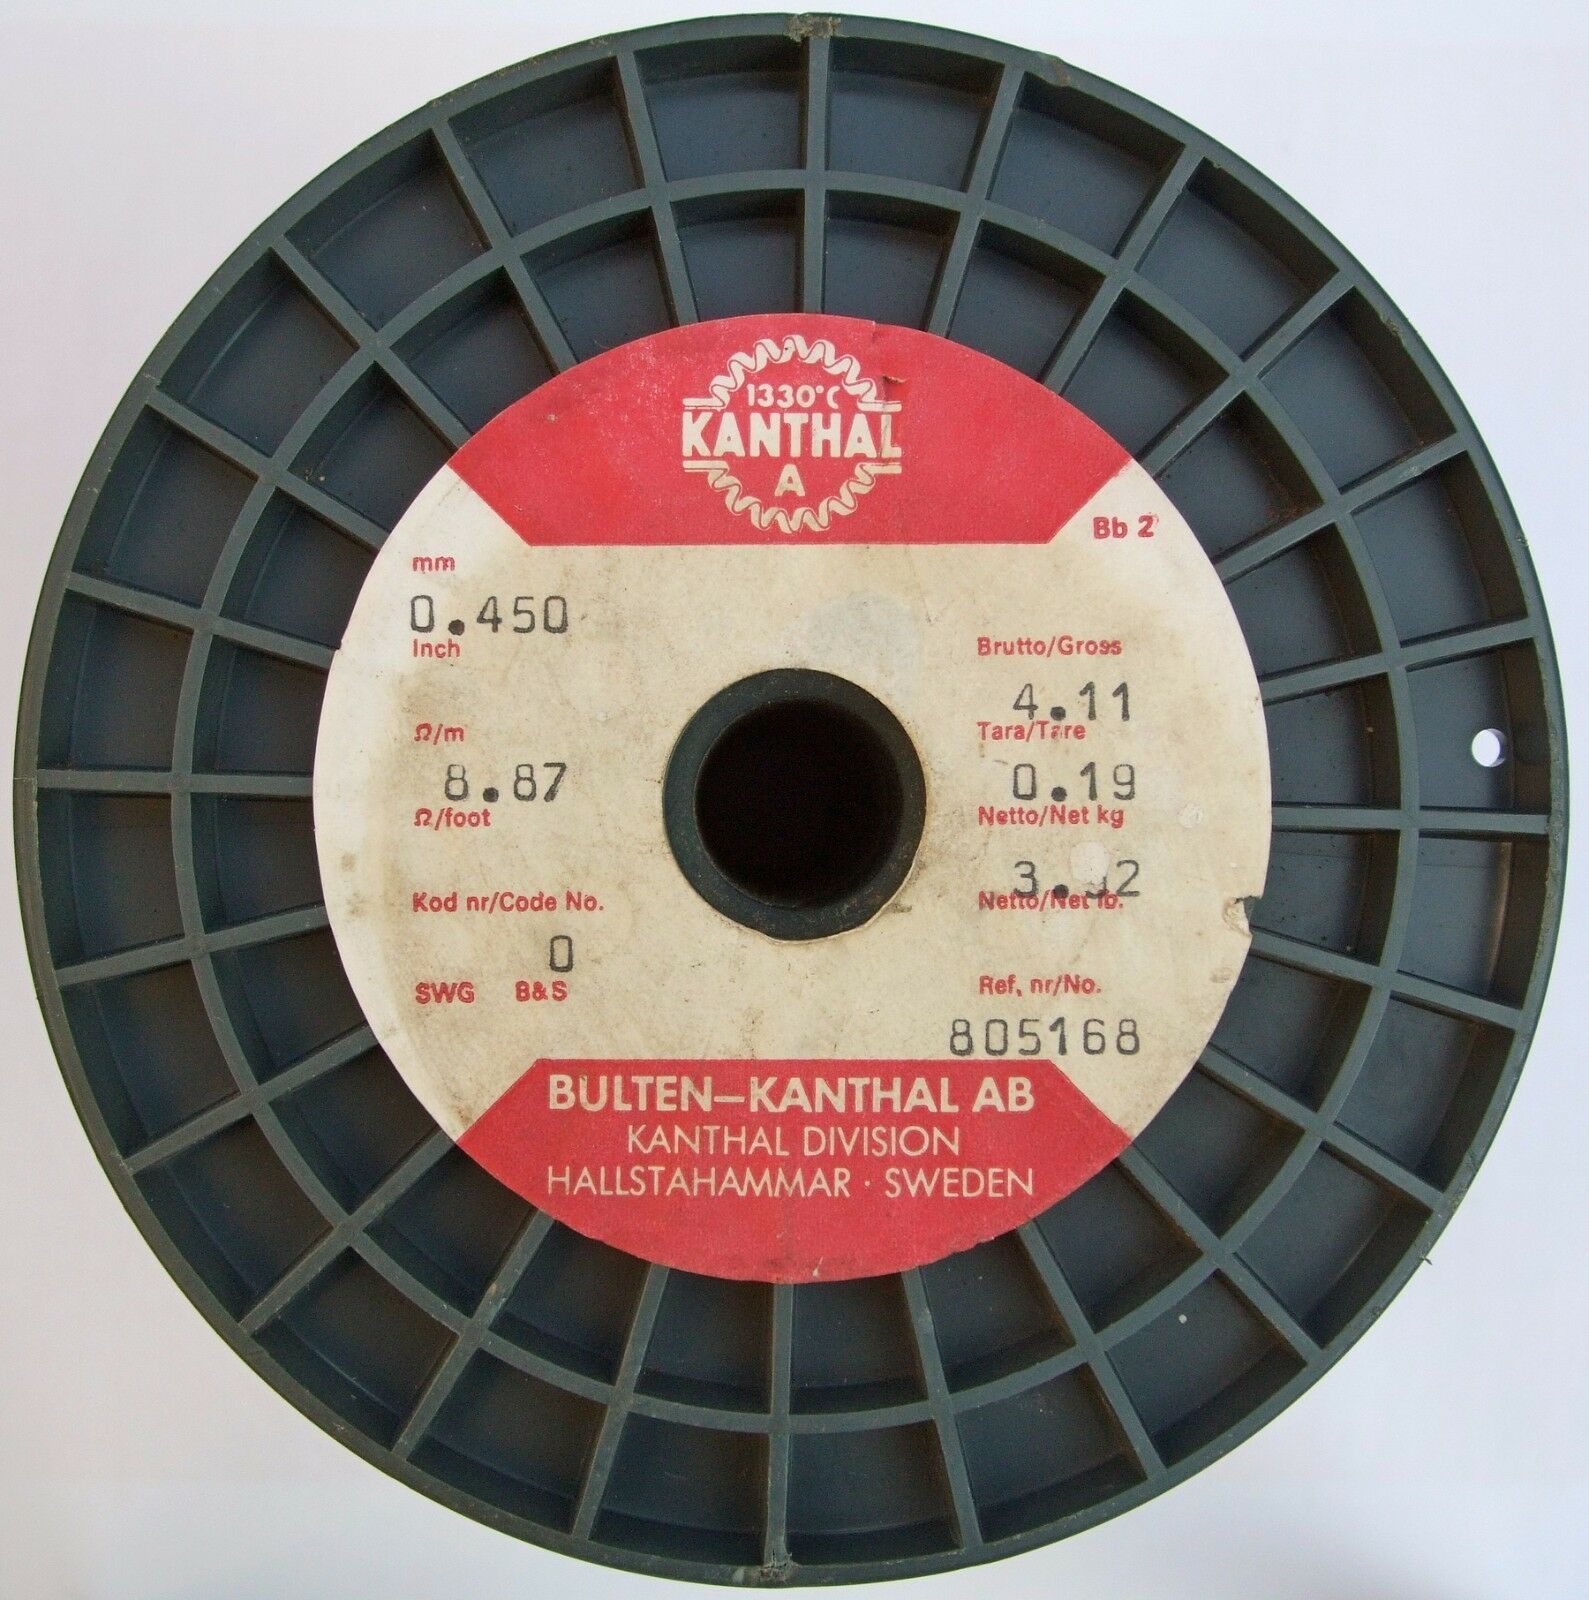 1330°C
KANTHAL
A
Bb 2
mm
0.450
Inch
Ω/m
8.87
Ω/foot
Kod nr/Code No.
0
SWG B&S
Brutto/Gross
4.11
Tara/Tare
0.19
Netto/Net kg
Netto/Net lb.
Ref. nr/No.
805168
BULTEN–KANTHAL AB
KANTHAL DIVISION
HALLSTAHAMMAR · SWEDEN